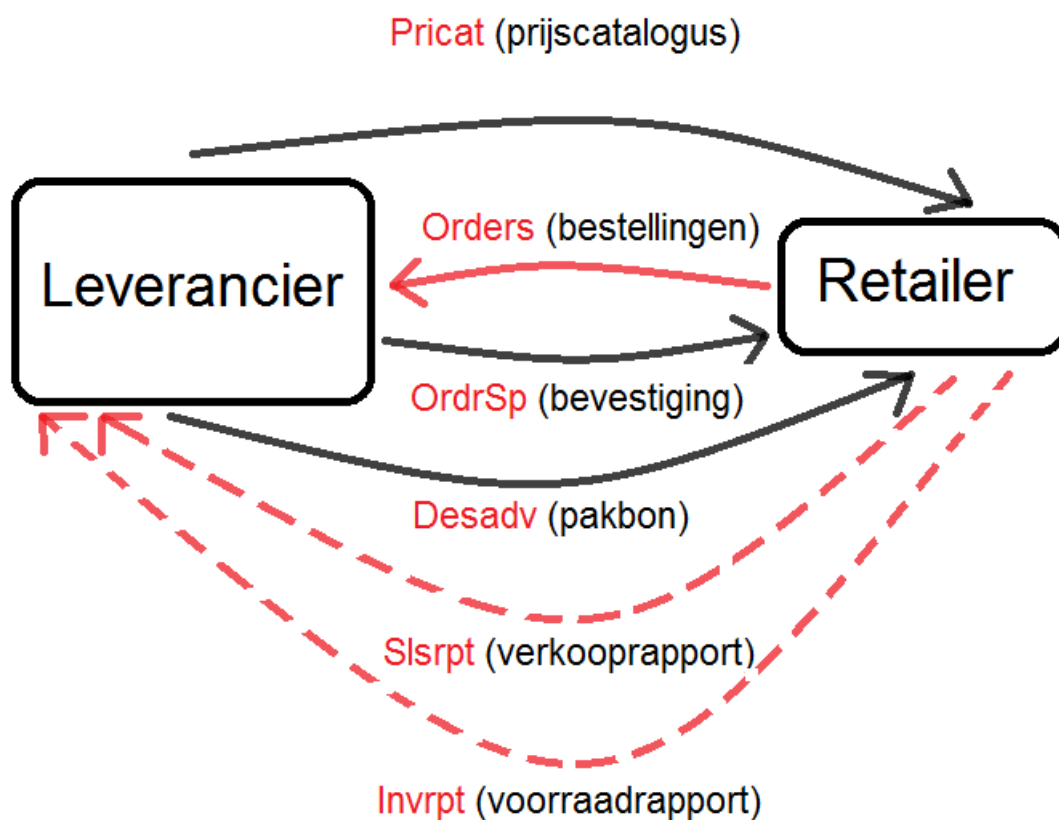 Pricat (prijscatalogus)
Orders (bestellingen)
Leverancier
Retailer
OrdrSp (bevestiging)
Desadv (pakbon)
Slsrpt (verkooprapport)
Invrpt (voorraadrapport)